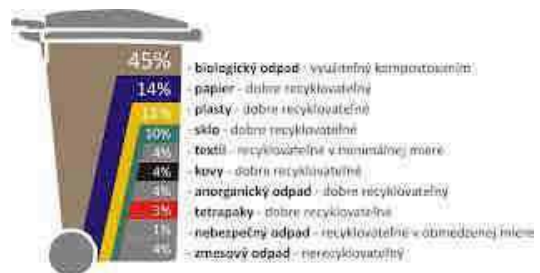 45% - biologický odpad - využiteľný kompostovaním
14% - papier - dobre recyklovateľné
11% - plasty - dobre recyklovateľné
10% - sklo - dobre recyklovateľné
4% - textil - recyklovateľné v minimálnej miere
4% - kovy - dobre recyklovateľné
4% - anorganický odpad - dobre recyklovateľný
3% - tetrapaky - dobre recyklovateľné
1% - nebezpečný odpad - recyklovateľné v obmedzenej miere
4% - zmesový odpad - nerecyklovateľný